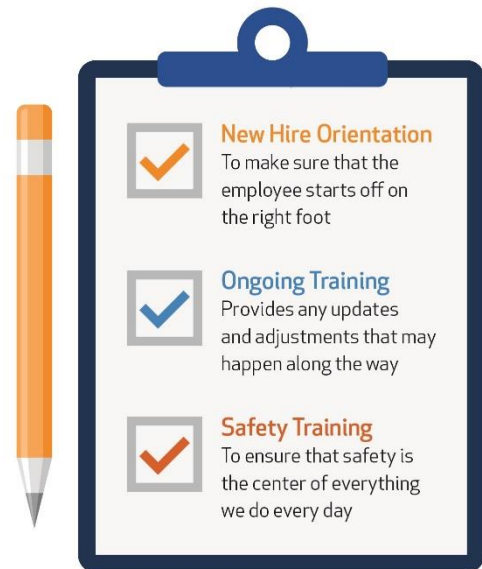 New Hire Orientation
To make sure that the
employee starts off on
the right foot
Ongoing Training
Provides any updates
and adjustments that may
happen along the way
Safety Training
To ensure that safety is
the center of everything
we do every day